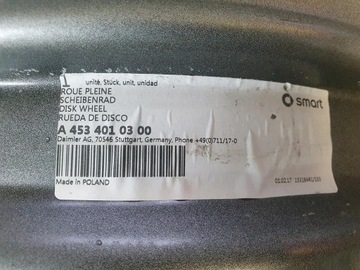 1 unité, Stück, unit, unidad
ROUE PLEINE
SCHEIBENRAD
DISK WHEEL
RUEDA DE DISCO
smart
A 453 401 03 00
Daimler AG, 70546 Stuttgart, Germany, Phone +49(0)711/17-0
Made in POLAND